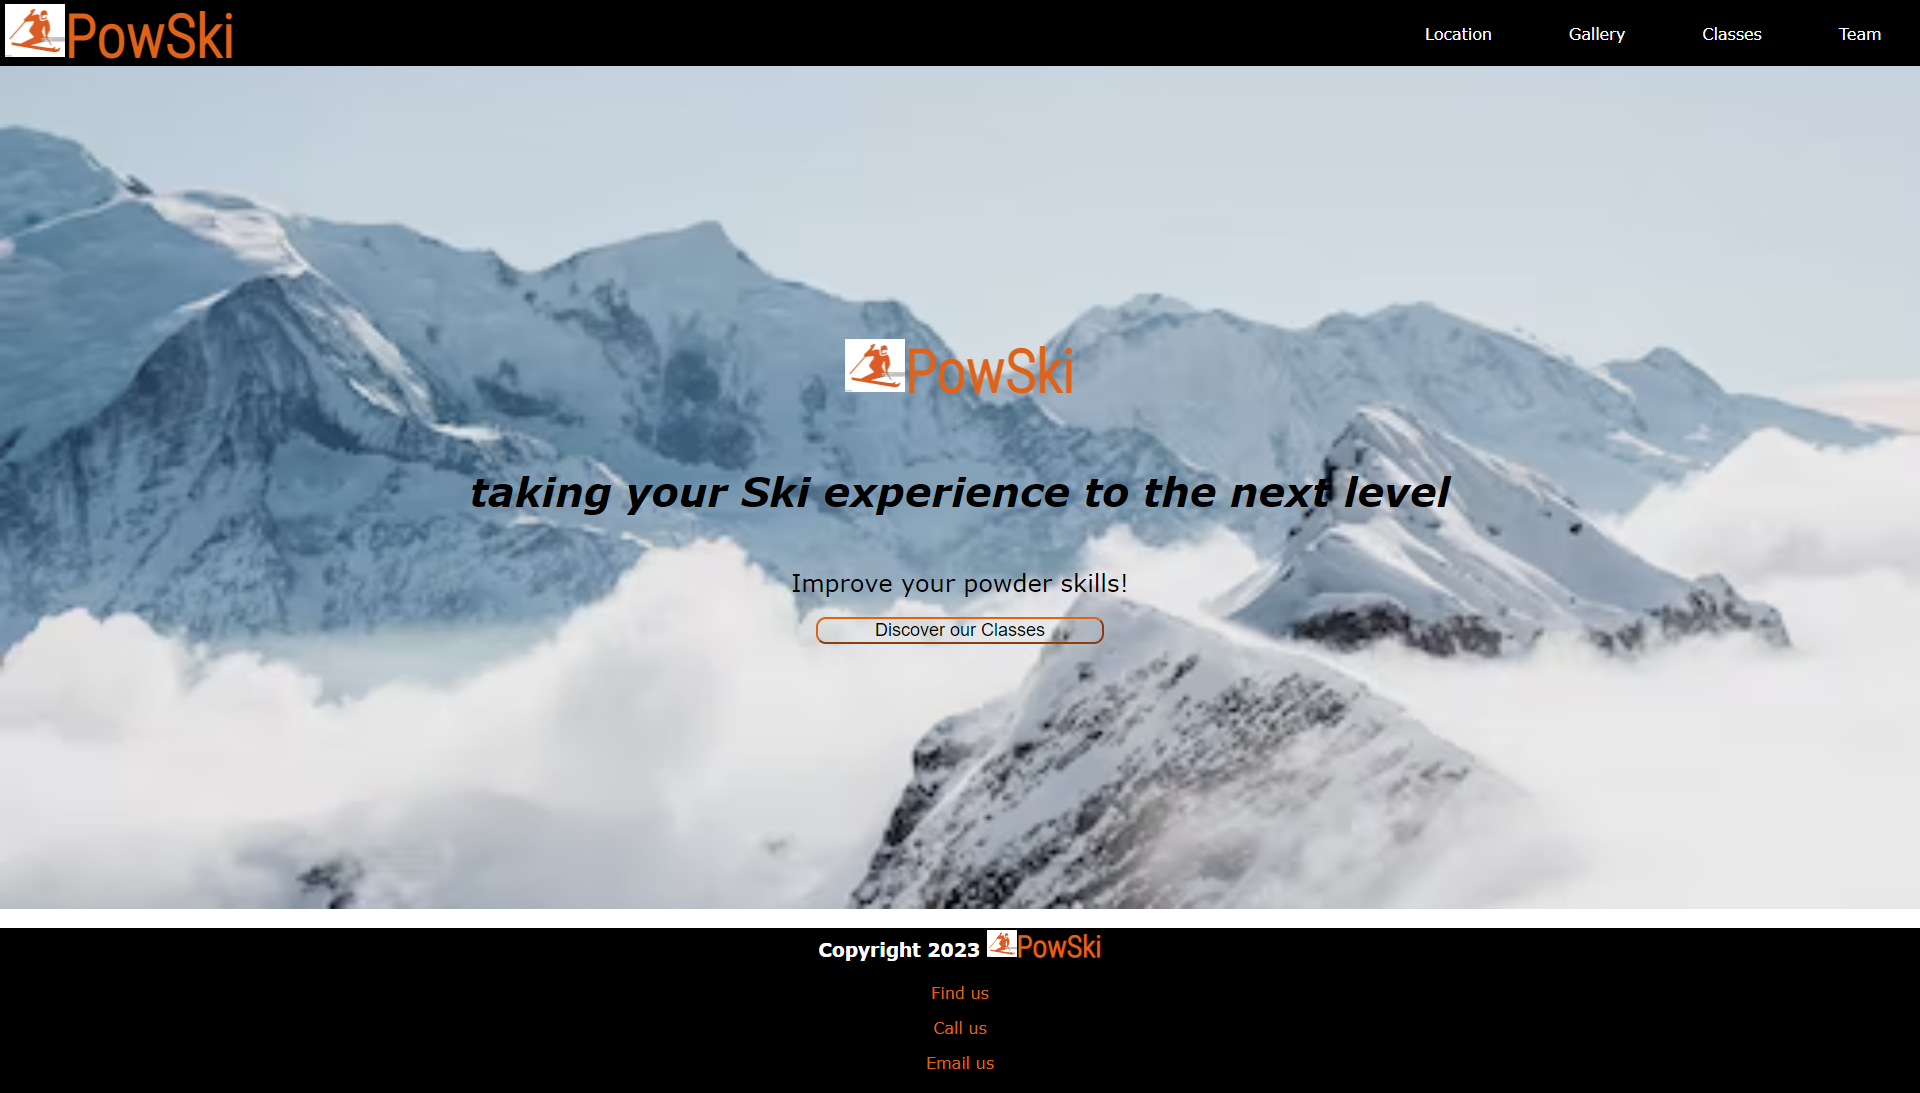 PowSki
Location Gallery Classes Team
PowSki
taking your Ski experience to the next level
Improve your powder skills!
Discover our Classes
Copyright 2023 PowSki
Find us
Call us
Email us